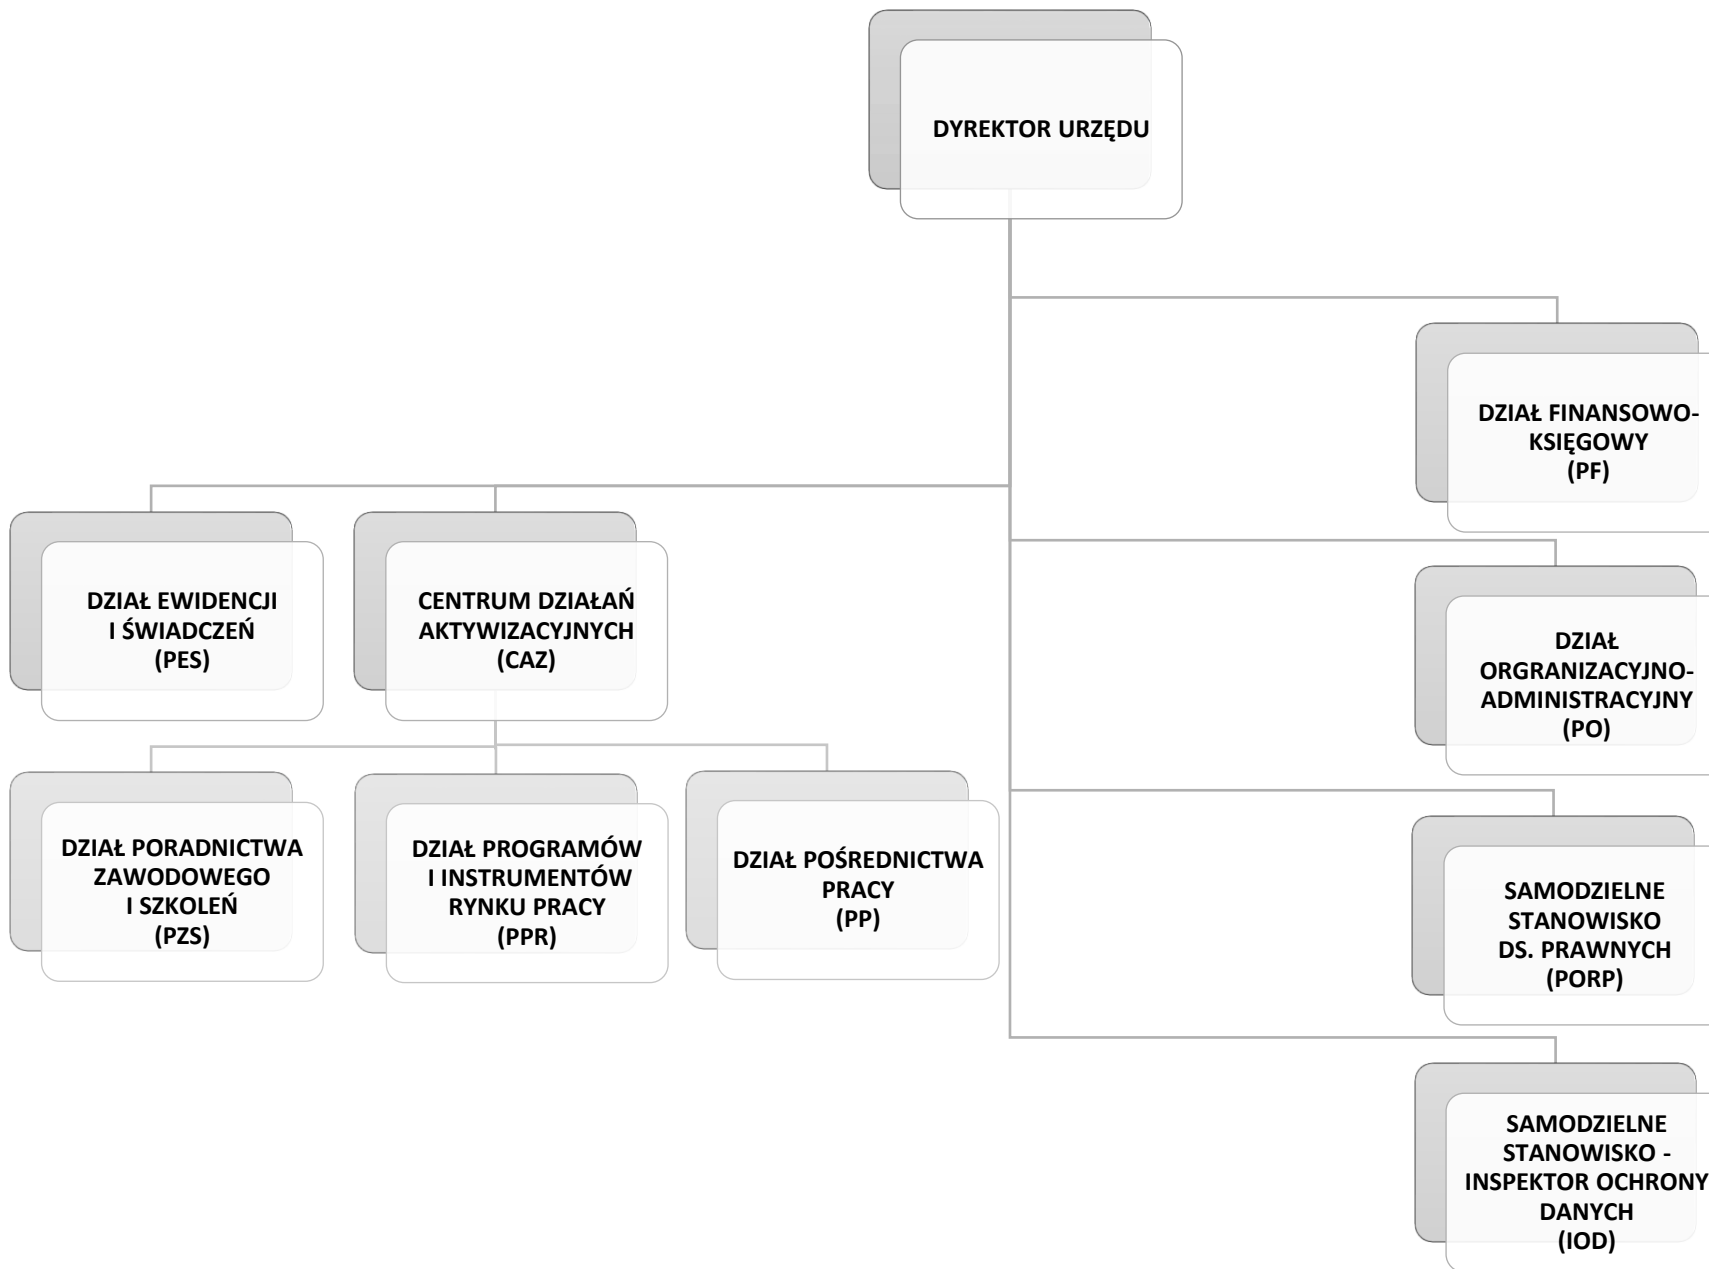 DYREKTOR URZĘDU
DZIAŁ FINANSOWO-
KSIĘGOWY
(PF)
DZIAŁ EWIDENCJI
I ŚWIADCZEŃ
(PES)
CENTRUM DZIAŁAŃ
AKTYWIZACYJNYCH
(CAZ)
DZIAŁ
ORGRANIZACYJNO-
ADMINISTRACYJNY
(PO)
DZIAŁ PORADNICTWA
ZAWODOWEGO
I SZKOLEŃ
(PZS)
DZIAŁ PROGRAMÓW
I INSTRUMENTÓW
RYNKU PRACY
(PPR)
DZIAŁ POŚREDNICTWA
PRACY
(PP)
SAMODZIELNE
STANOWISKO
DS. PRAWNYCH
(PORP)
SAMODZIELNE
STANOWISKO -
INSPEKTOR OCHRONY
DANYCH
(IOD)